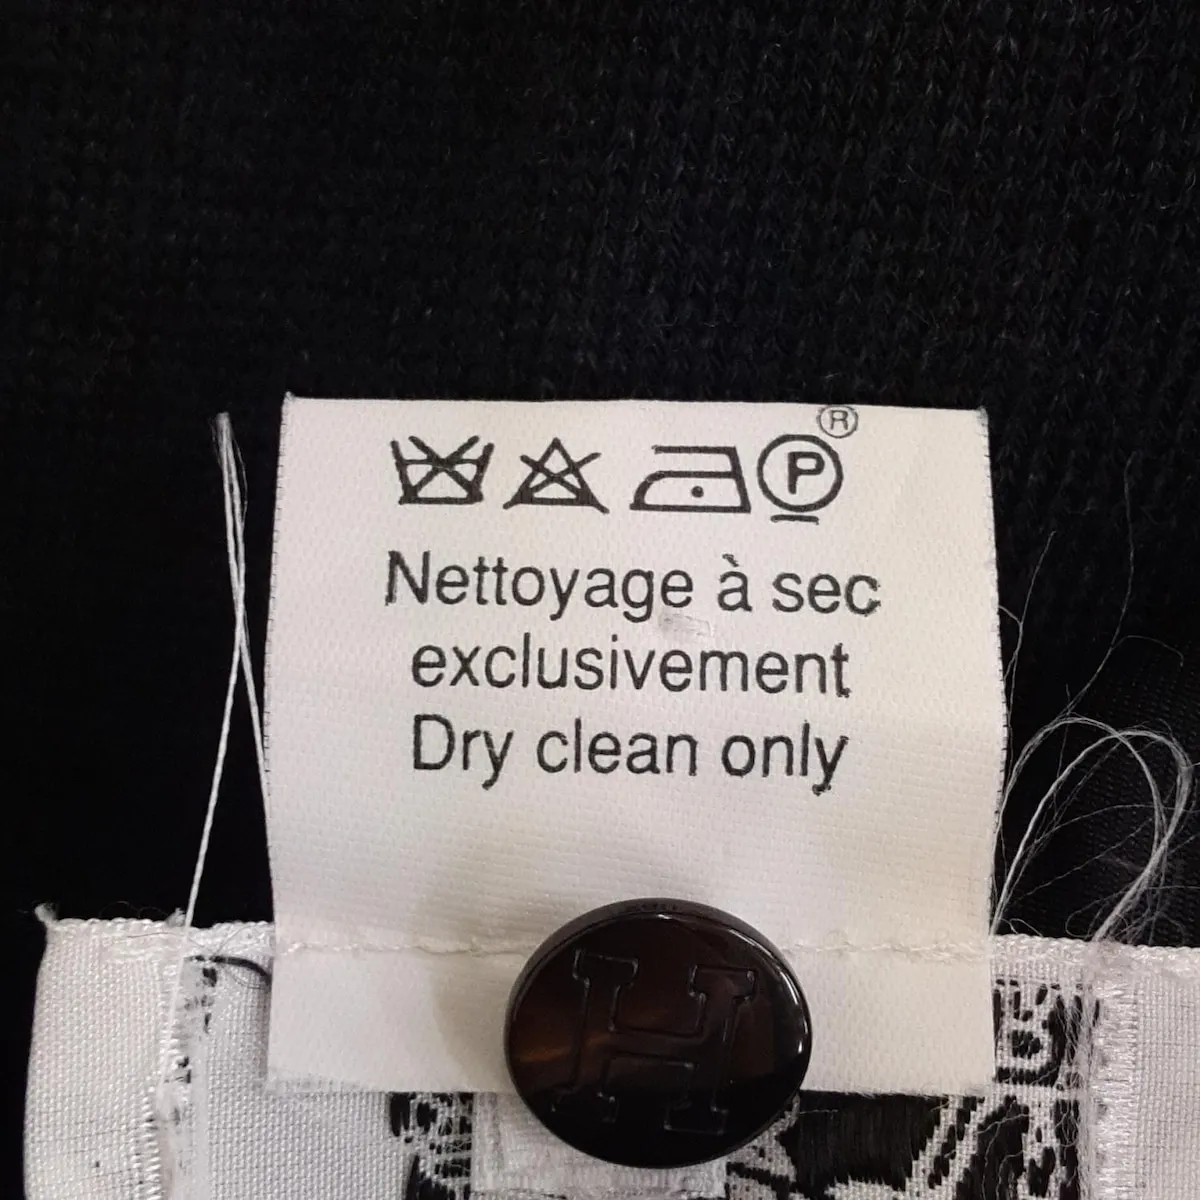 P ®
Nettoyage à sec
exclusivement
Dry clean only
H
B